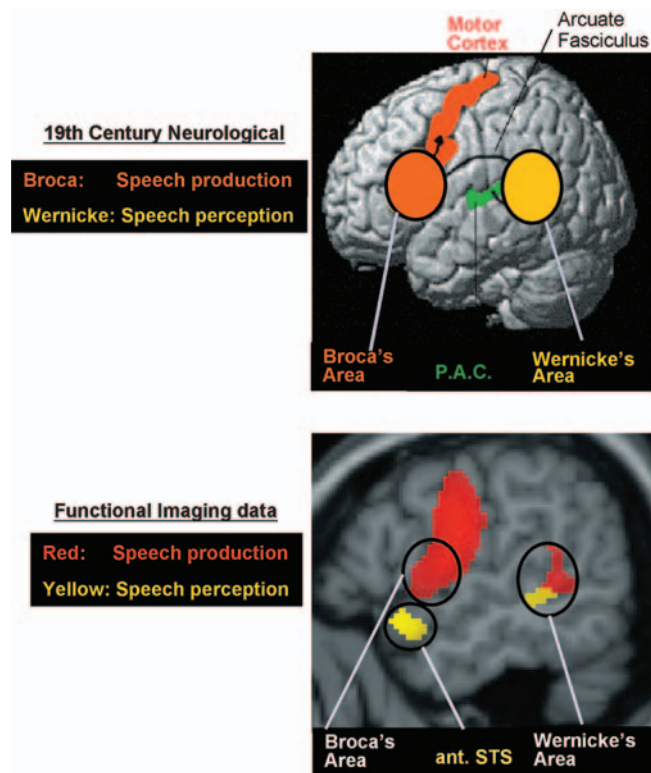 Motor
Cortex
Arcuate
Fasciculus
19th Century Neurological
Broca: Speech production
Wernicke: Speech perception
Broca's
Area
P.A.C.
Wernicke's
Area
Functional Imaging data
Red: Speech production
Yellow: Speech perception
Broca's
Area
ant. STS
Wernicke's
Area